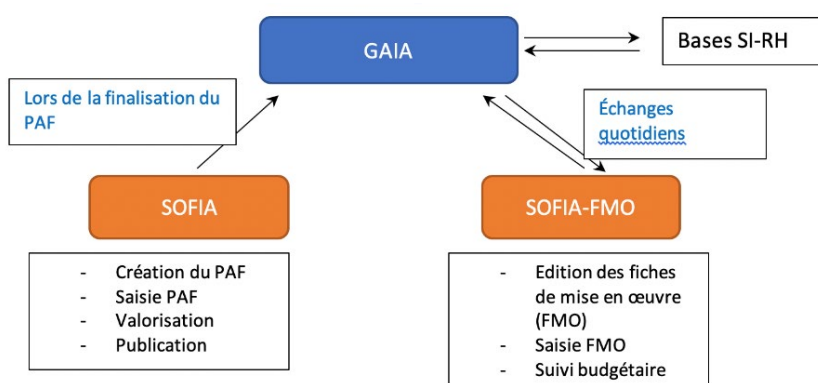 GAIA
Bases SI-RH
Lors de la finalisation du
PAF
Échanges
quotidiens
SOFIA
SOFIA-FMO
- Création du PAF
- Saisie PAF
- Valorisation
- Publication
- Edition des fiches
de mise en œuvre
(FMO)
- Saisie FMO
- Suivi budgétaire